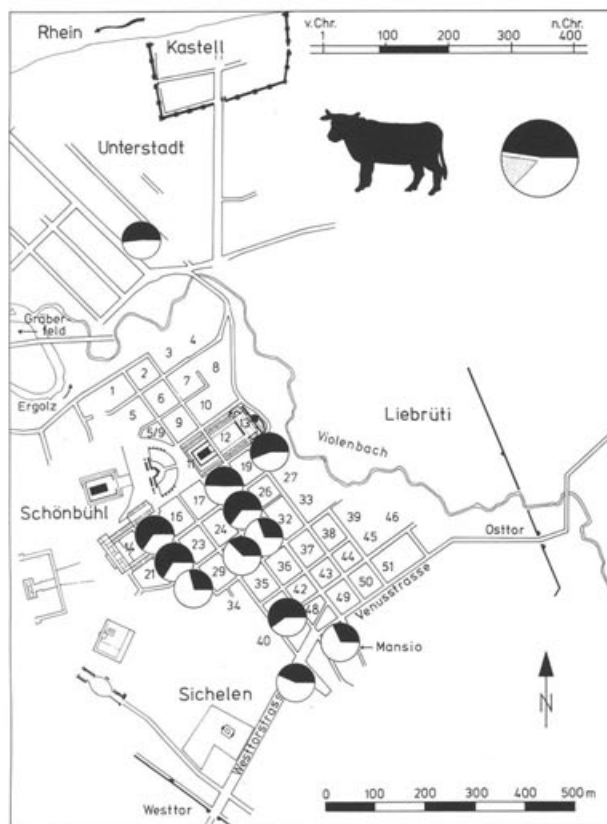 Rhein
Kastell
v. Chr. n. Chr.
1 100 200 300 400
Unterstadt
Gräber-
feld
Ergolz
1 2 3 4
5 6 7 8
5/9 9 10
12 13
Liebrüti
Violenbach
Schönbühl
16 17 19
26 27
21 23 24 32 33
29 34
35 36 37 38 39
40 42 43 44 45 46
48 49 50 51
Osttor
Venusstrasse
Mansio
Sichelen
Westtorstrasse
Westtor
N
0 100 200 300 400 500 m